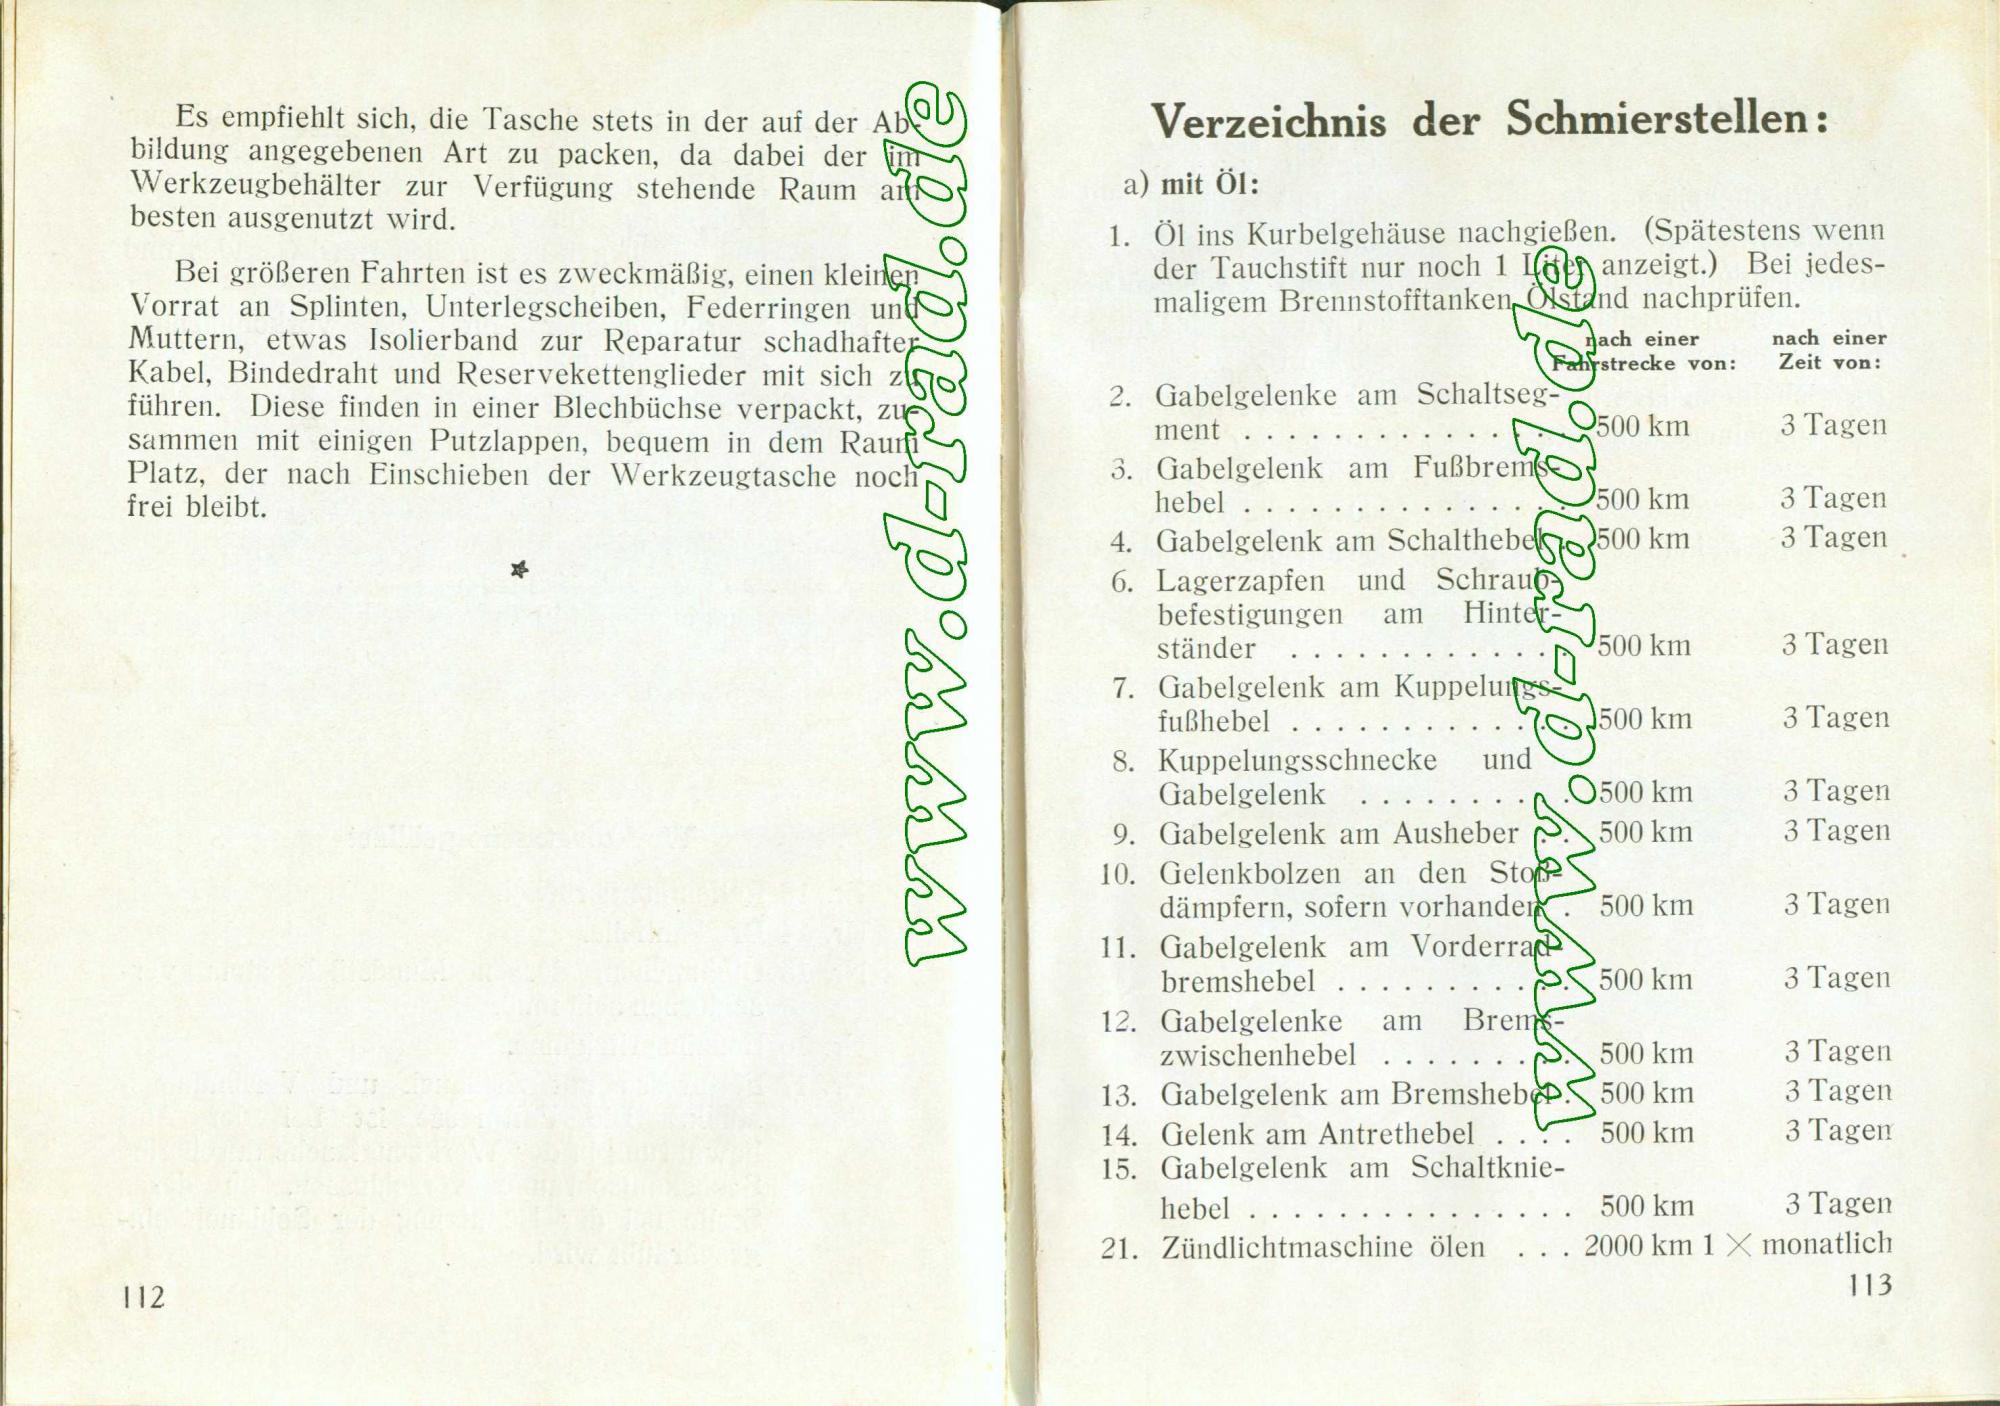 Es empfiehlt sich, die Tasche stets in der auf der Ab-
bildung angegebenen Art zu packen, da dabei der im
Werkzeugbehälter zur Verfügung stehende Raum am
besten ausgenutzt wird.
Bei größeren Fahrten ist es zweckmäßig, einen kleinen
Vorrat an Splinten, Unterlegscheiben, Federringen und
Muttern, etwas Isolierband zur Reparatur schadhafter
Kabel, Bindedraht und Reservekettenglieder mit sich zu
führen. Diese finden in einer Blechbüchse verpackt, zu-
sammen mit einigen Putzlappen, bequem in dem Raum
Platz, der nach Einschieben der Werkzeugtasche noch
frei bleibt.
112
www.d-rad.de
Verzeichnis der Schmierstellen:
a) mit Öl:
1. Öl ins Kurbelgehäuse nachgießen. (Spätestens wenn
der Tauchstift nur noch 1 Liter anzeigt.) Bei jedes-
maligem Brennstofftanken Ölstand nachprüfen.
nach einer nach einer
Fahrstrecke von: Zeit von:
2. Gabelgelenke am Schaltseg-
ment . . . . . . . . . . . . . . 500 km 3 Tagen
3. Gabelgelenk am Fußbrems-
hebel . . . . . . . . . . . . . . 500 km 3 Tagen
4. Gabelgelenk am Schalthebel . 500 km 3 Tagen
6. Lagerzapfen und Schraub-
befestigungen am Hinter-
ständer . . . . . . . . . . . . 500 km 3 Tagen
7. Gabelgelenk am Kuppelungs-
fußhebel . . . . . . . . . . . . 500 km 3 Tagen
8. Kuppelungsschnecke und
Gabelgelenk . . . . . . . . . 500 km 3 Tagen
9. Gabelgelenk am Ausheber . . 500 km 3 Tagen
10. Gelenkbolzen an den Stoß-
dämpfern, sofern vorhanden . 500 km 3 Tagen
11. Gabelgelenk am Vorderrad-
bremshebel . . . . . . . . . . 500 km 3 Tagen
12. Gabelgelenke am Brems-
zwischenhebel . . . . . . . . 500 km 3 Tagen
13. Gabelgelenk am Bremshebel . 500 km 3 Tagen
14. Gelenk am Antrethebel . . . . 500 km 3 Tagen
15. Gabelgelenk am Schaltknie-
hebel . . . . . . . . . . . . . . . 500 km 3 Tagen
21. Zündlichtmaschine ölen . . . 2000 km 1 × monatlich
113
www.d-rad.de